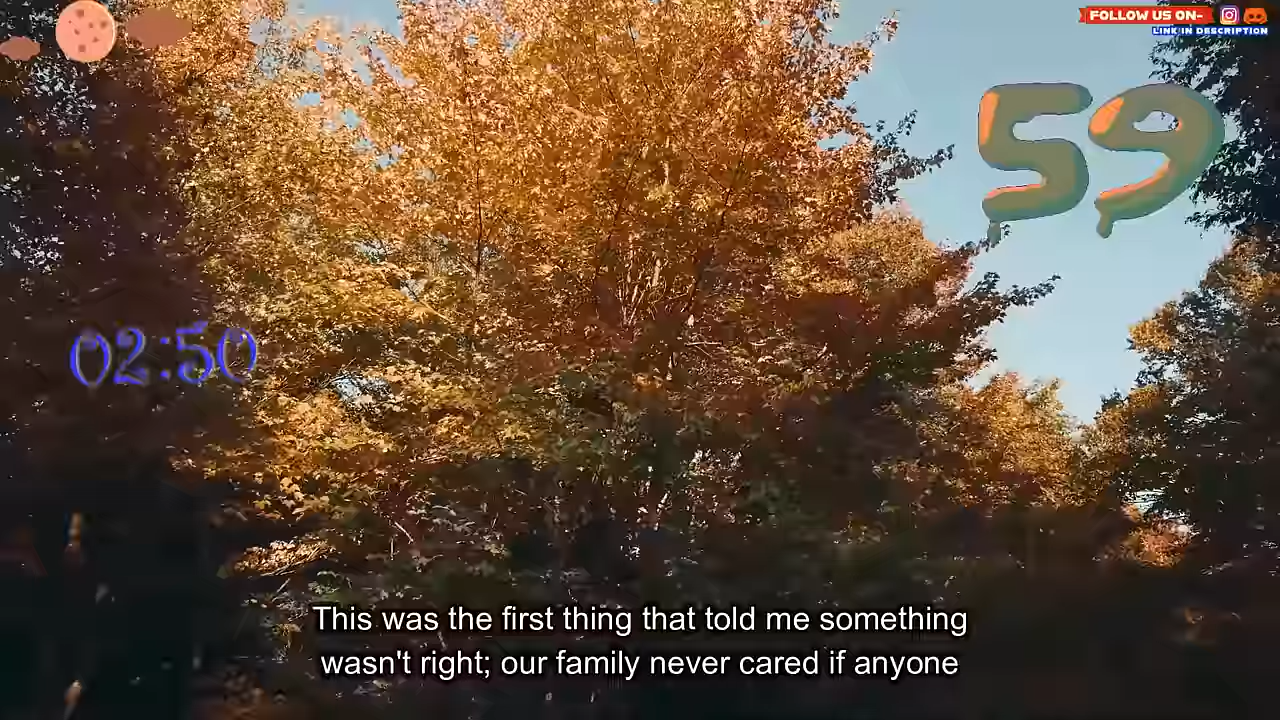 FOLLOW US ON-
LINK IN DESCRIPTION
59
02:50
This was the first thing that told me something
wasn't right; our family never cared if anyone